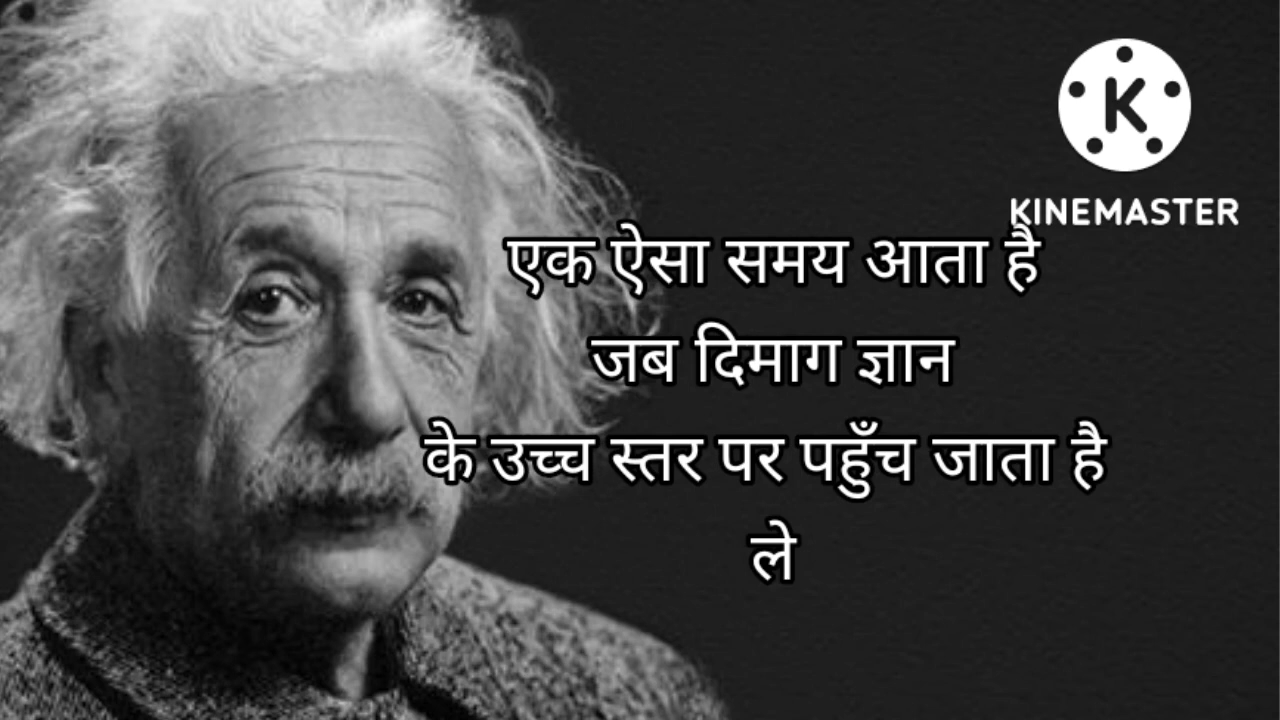 KINEMASTER
एक ऐसा समय आता है
जब दिमाग ज्ञान
के उच्च स्तर पर पहुँच जाता है
ले